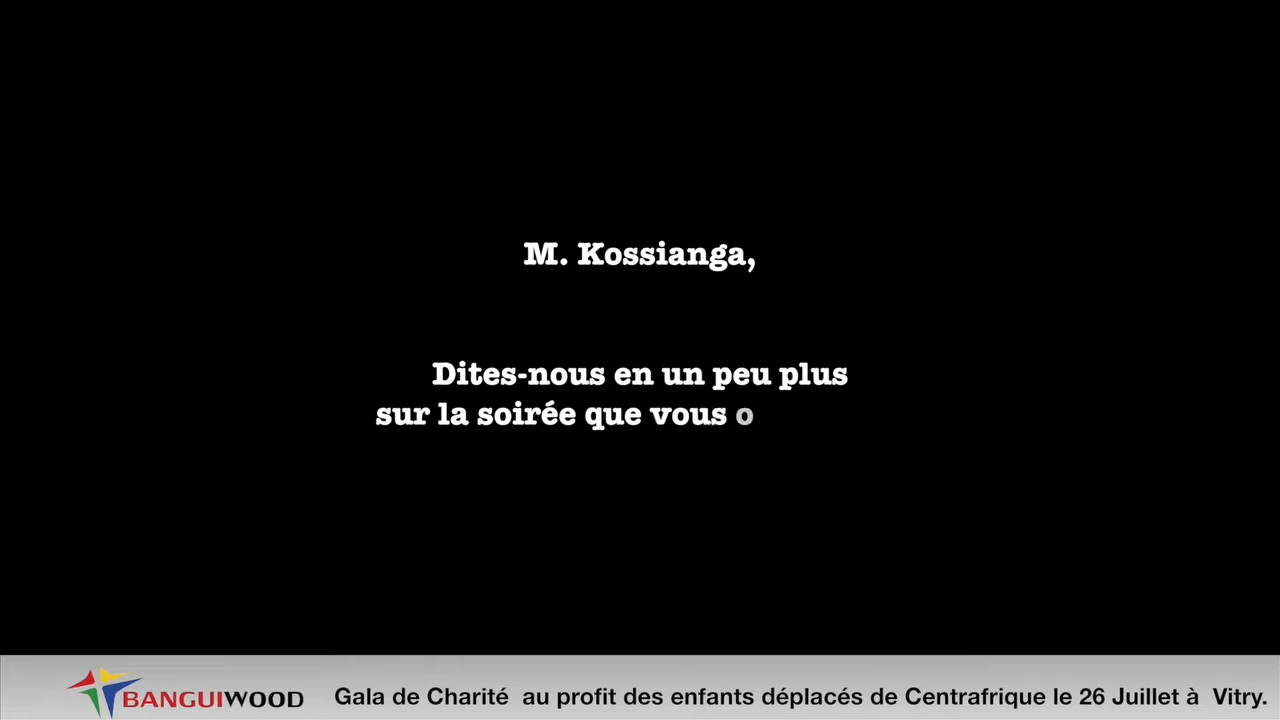 M. Kossianga,
Dites-nous en un peu plus
sur la soirée que vous o
BANGUIWOOD
Gala de Charité au profit des enfants déplacés de Centrafrique le 26 Juillet à Vitry.